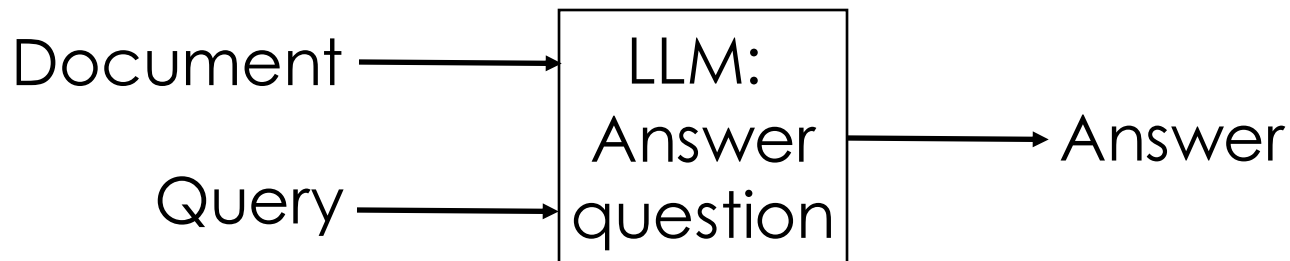 Document
Query
LLM:
Answer
question
Answer